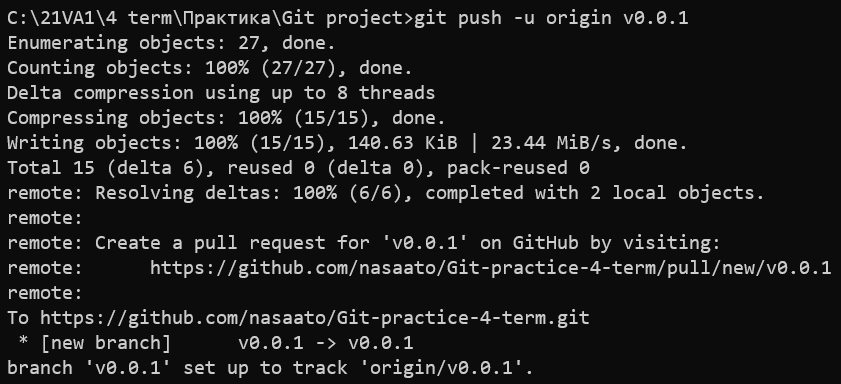 C:\21VA1\4 term\Практика\Git project>git push -u origin v0.0.1
Enumerating objects: 27, done.
Counting objects: 100% (27/27), done.
Delta compression using up to 8 threads
Compressing objects: 100% (15/15), done.
Writing objects: 100% (15/15), 140.63 KiB | 23.44 MiB/s, done.
Total 15 (delta 6), reused 0 (delta 0), pack-reused 0
remote: Resolving deltas: 100% (6/6), completed with 2 local objects.
remote:
remote: Create a pull request for 'v0.0.1' on GitHub by visiting:
remote:      https://github.com/nasaato/Git-practice-4-term/pull/new/v0.0.1
remote:
To https://github.com/nasaato/Git-practice-4-term.git
 * [new branch]      v0.0.1 -> v0.0.1
branch 'v0.0.1' set up to track 'origin/v0.0.1'.